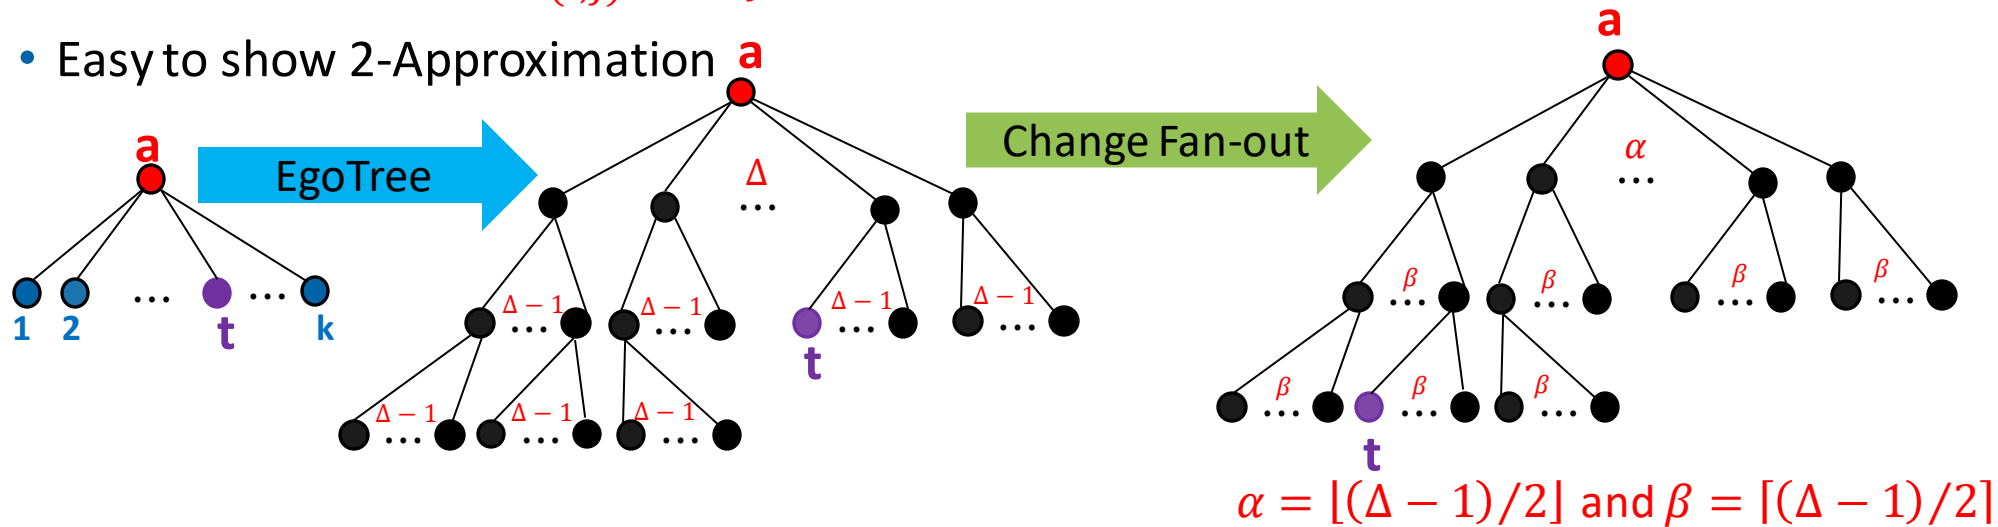 • Easy to show 2-Approximation
a
1 2 ... t ... k
EgoTree
a
Δ
...
Δ − 1 ... Δ − 1 ... Δ − 1 ... Δ − 1 ...
t
Δ − 1 ... Δ − 1 ... Δ − 1 ...
Change Fan-out
a
α
...
β ... β ... β ... β ...
β ... β ... β ...
t
α = ⌊(Δ − 1)/2⌋ and β = ⌈(Δ − 1)/2⌉